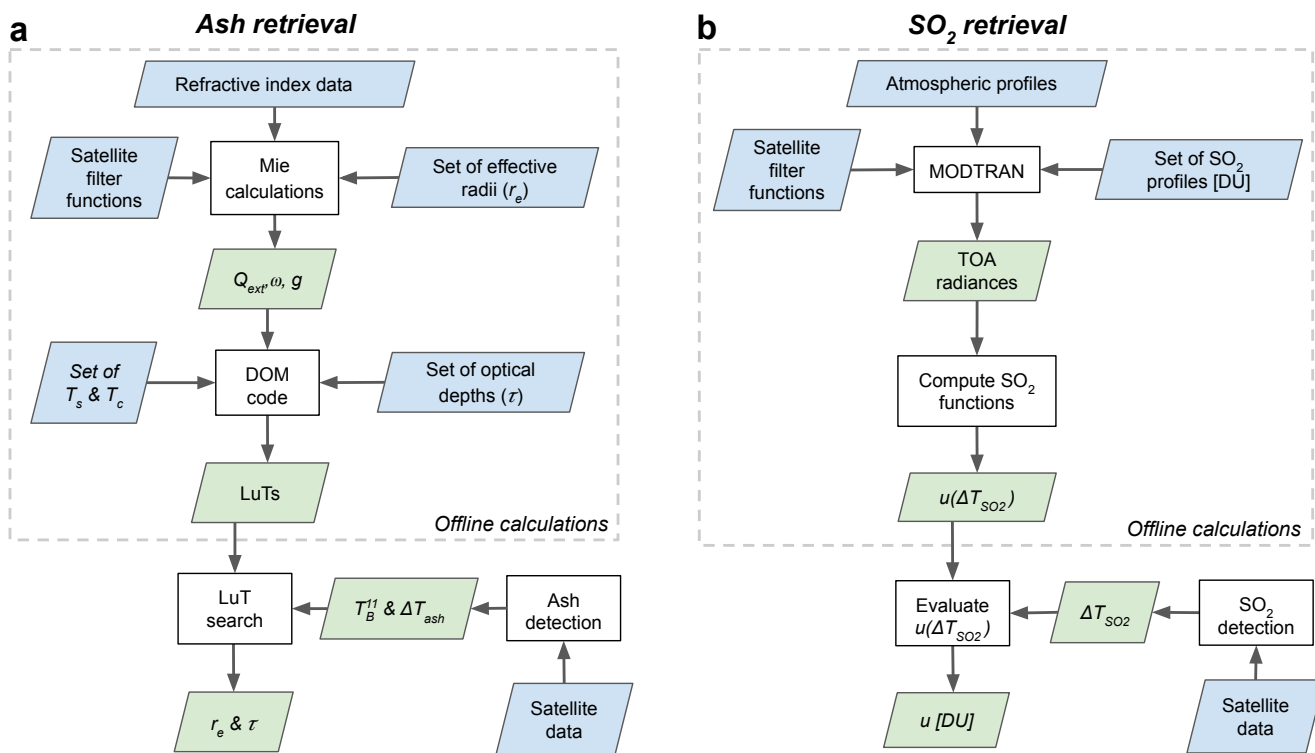 a
Ash retrieval
Refractive index data
Satellite
filter
functions
Mie
calculations
Set of effective
radii (r_e)
Q_ext, ω, g
Set of
T_s & T_c
DOM
code
Set of optical
depths (τ)
LuTs
Offline calculations
LuT
search
T_B^11 & ΔT_ash
Ash
detection
r_e & τ
Satellite
data
b
SO_2 retrieval
Atmospheric profiles
Satellite
filter
functions
MODTRAN
Set of SO_2
profiles [DU]
TOA
radiances
Compute SO_2
functions
u(ΔT_SO2)
Offline calculations
Evaluate
u(ΔT_SO2)
ΔT_SO2
SO_2
detection
u [DU]
Satellite
data